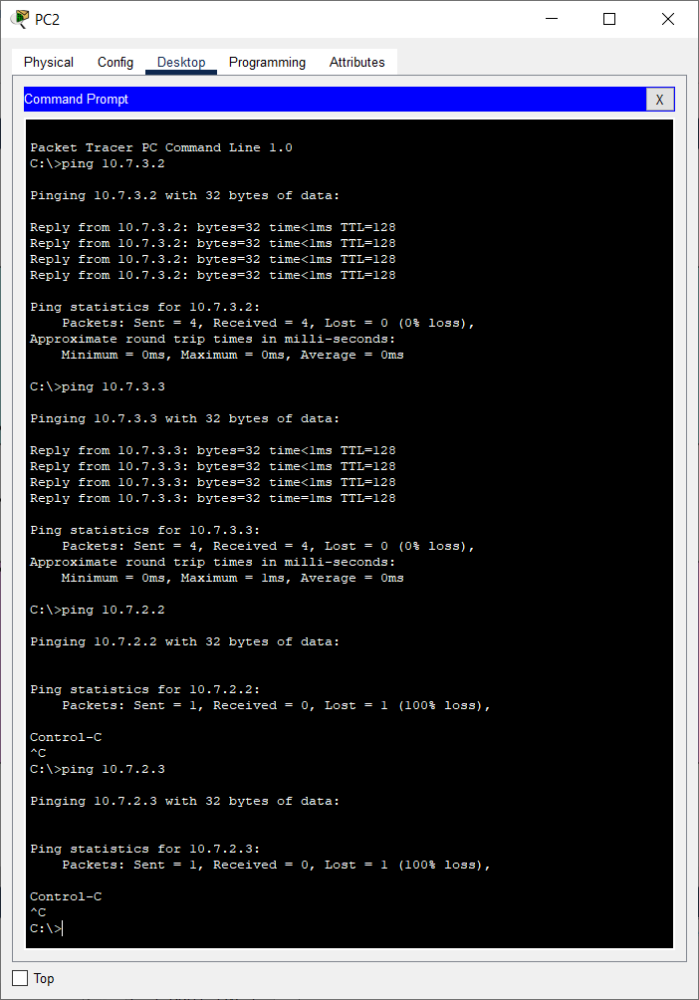 PC2
Physical Config Desktop Programming Attributes
Command Prompt X
Packet Tracer PC Command Line 1.0
C:\>ping 10.7.3.2
Pinging 10.7.3.2 with 32 bytes of data:
Reply from 10.7.3.2: bytes=32 time<1ms TTL=128
Reply from 10.7.3.2: bytes=32 time<1ms TTL=128
Reply from 10.7.3.2: bytes=32 time<1ms TTL=128
Reply from 10.7.3.2: bytes=32 time<1ms TTL=128
Ping statistics for 10.7.3.2:
    Packets: Sent = 4, Received = 4, Lost = 0 (0% loss),
Approximate round trip times in milli-seconds:
    Minimum = 0ms, Maximum = 0ms, Average = 0ms
C:\>ping 10.7.3.3
Pinging 10.7.3.3 with 32 bytes of data:
Reply from 10.7.3.3: bytes=32 time<1ms TTL=128
Reply from 10.7.3.3: bytes=32 time<1ms TTL=128
Reply from 10.7.3.3: bytes=32 time<1ms TTL=128
Reply from 10.7.3.3: bytes=32 time=1ms TTL=128
Ping statistics for 10.7.3.3:
    Packets: Sent = 4, Received = 4, Lost = 0 (0% loss),
Approximate round trip times in milli-seconds:
    Minimum = 0ms, Maximum = 1ms, Average = 0ms
C:\>ping 10.7.2.2
Pinging 10.7.2.2 with 32 bytes of data:
Ping statistics for 10.7.2.2:
    Packets: Sent = 1, Received = 0, Lost = 1 (100% loss),
Control-C
^C
C:\>ping 10.7.2.3
Pinging 10.7.2.3 with 32 bytes of data:
Ping statistics for 10.7.2.3:
    Packets: Sent = 1, Received = 0, Lost = 1 (100% loss),
Control-C
^C
C:\>
Top